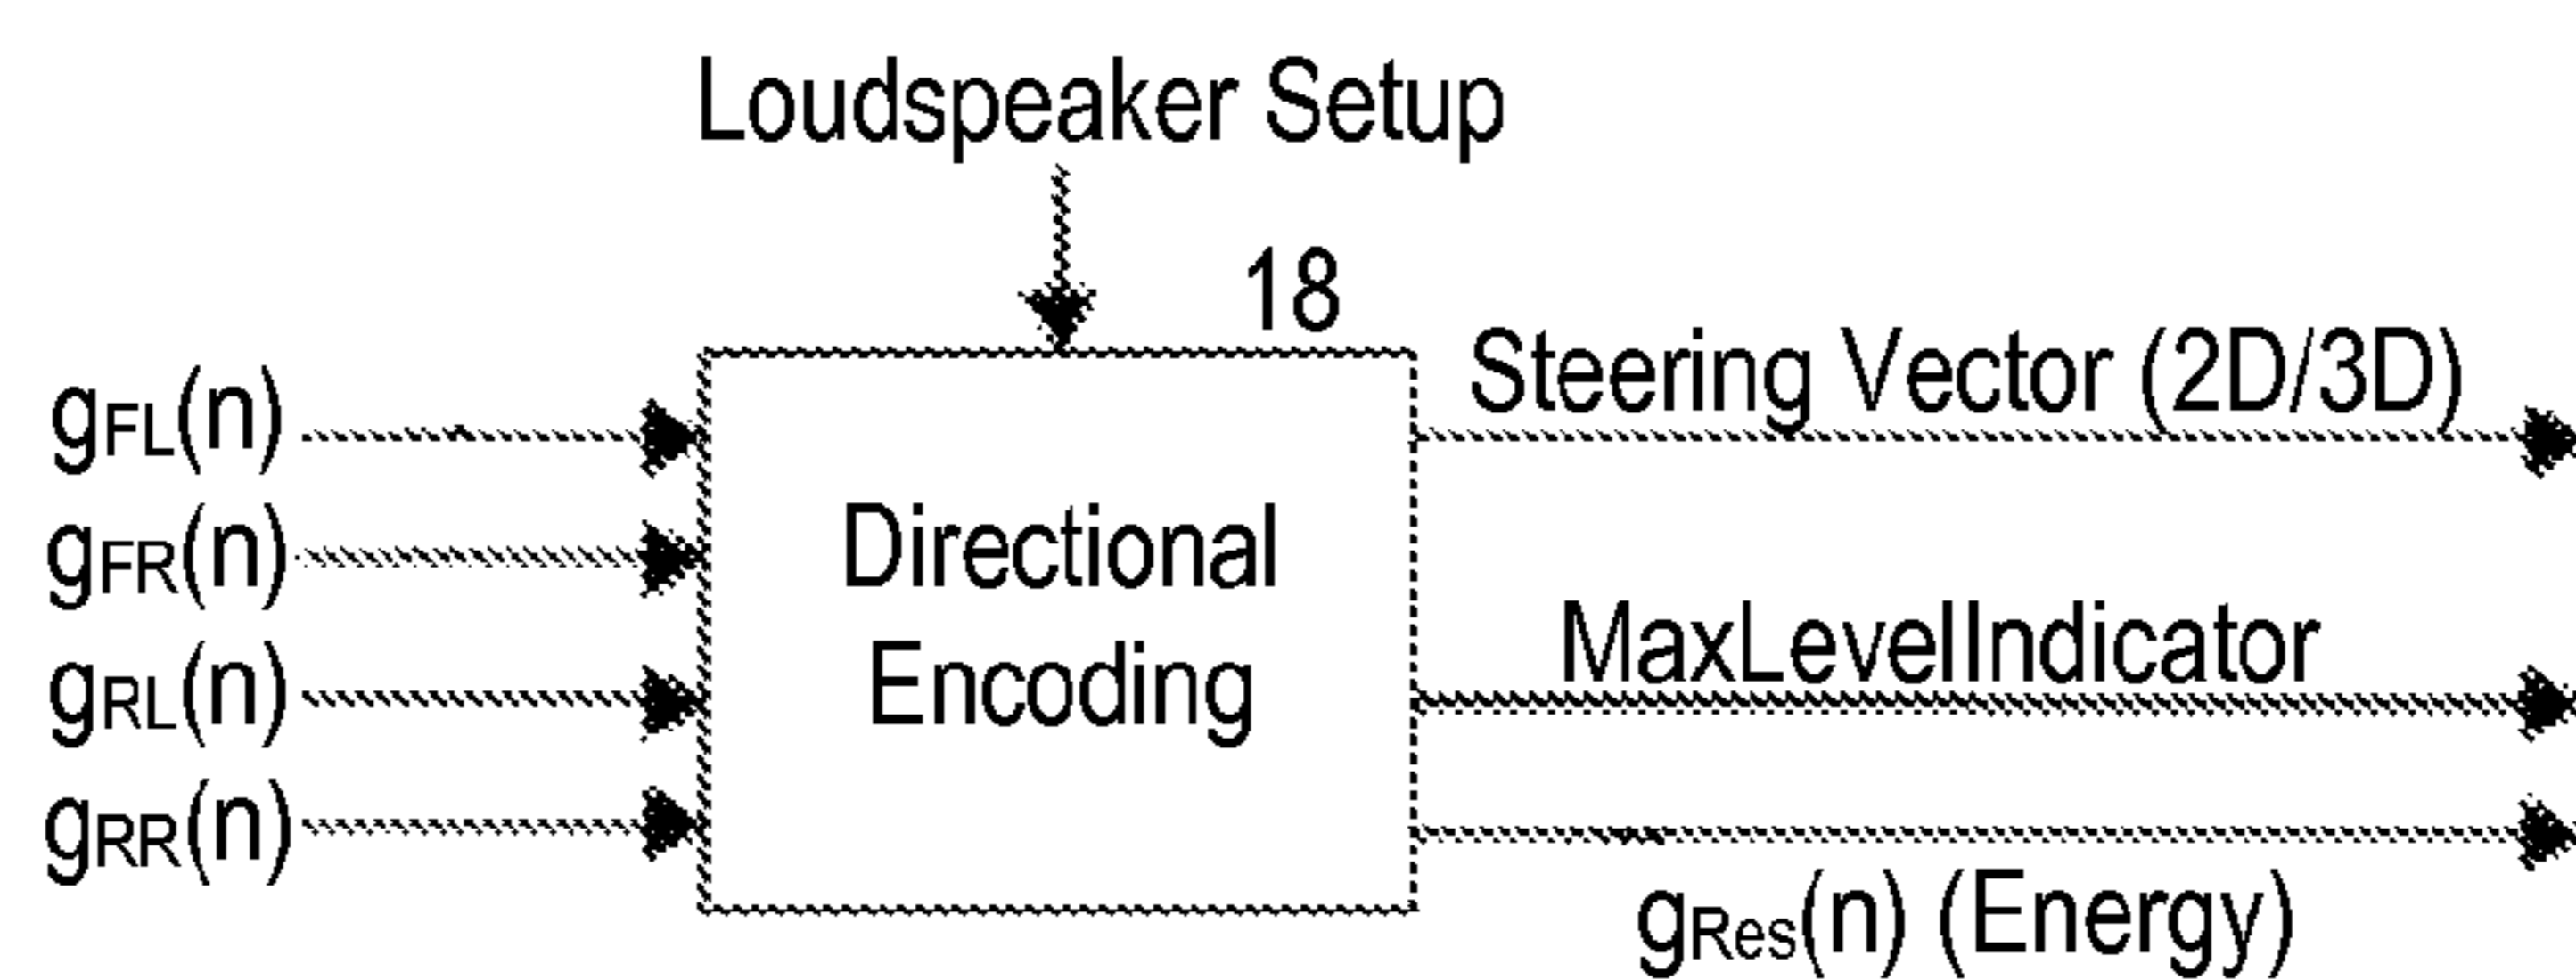 Loudspeaker Setup
18
gFL(n)
gFR(n)
gRL(n)
gRR(n)
Directional
Encoding
Steering Vector (2D/3D)
MaxLevelIndicator
gRes(n) (Energy)